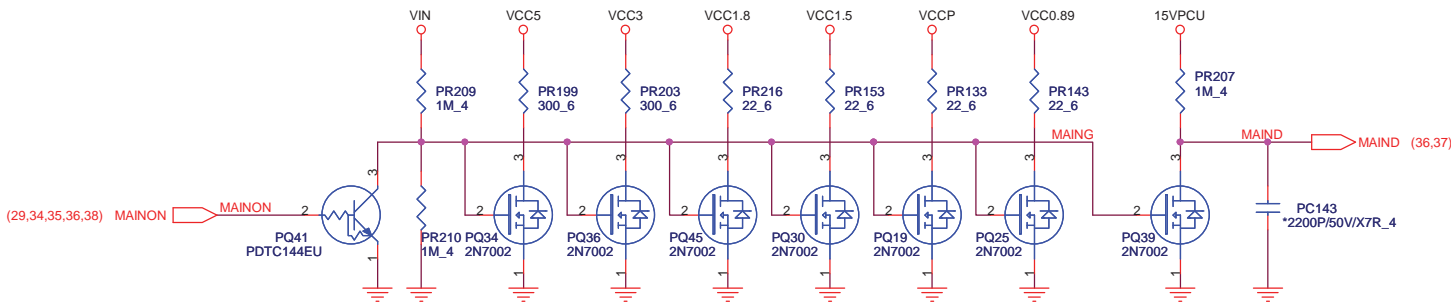 VIN
VCC5
VCC3
VCC1.8
VCC1.5
VCCP
VCC0.89
15VPCU
PR209
1M_4
PR199
300_6
PR203
300_6
PR216
22_6
PR153
22_6
PR133
22_6
PR143
22_6
PR207
1M_4
MAING
MAIND
MAIND (36,37)
3
3
3
3
3
3
3
3
(29,34,35,36,38) MAINON
MAINON
2
2
2
2
2
2
2
2
PQ41
PDTC144EU
PR210
1M_4
PQ34
2N7002
PQ36
2N7002
PQ45
2N7002
PQ30
2N7002
PQ19
2N7002
PQ25
2N7002
PQ39
2N7002
PC143
*2200P/50V/X7R_4
1
1
1
1
1
1
1
1